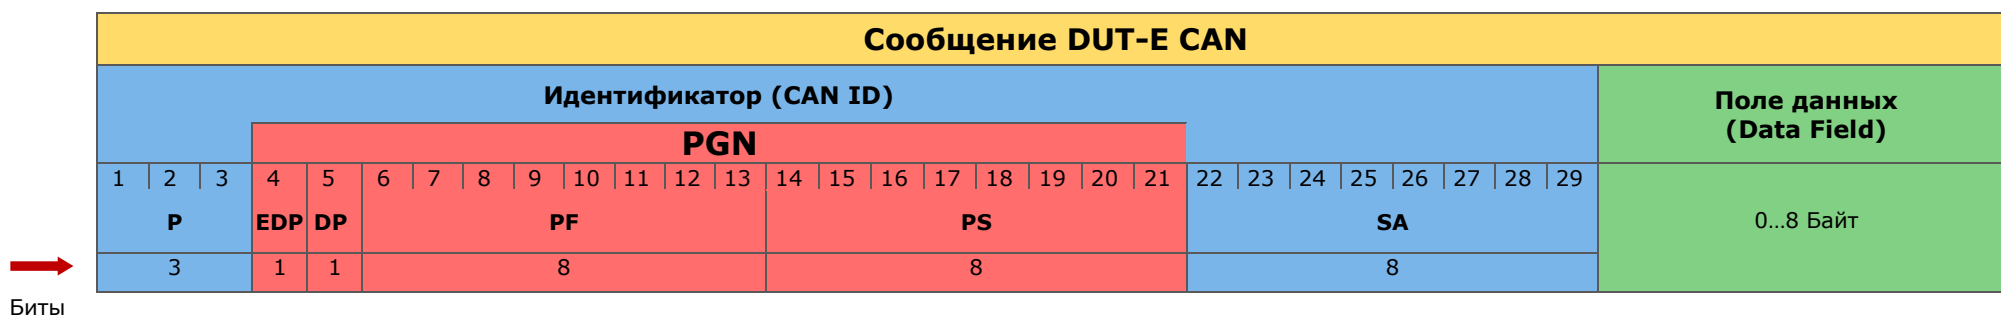 Сообщение DUT-E CAN
Идентификатор (CAN ID)
Поле данных
(Data Field)
PGN
1 2 3 4 5 6 7 8 9 10 11 12 13 14 15 16 17 18 19 20 21 22 23 24 25 26 27 28 29
P EDP DP PF PS SA 0...8 Байт
3 1 1 8 8 8
Биты